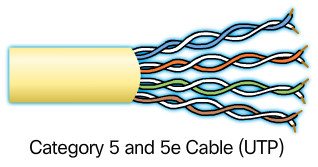 Category 5 and 5e Cable (UTP)